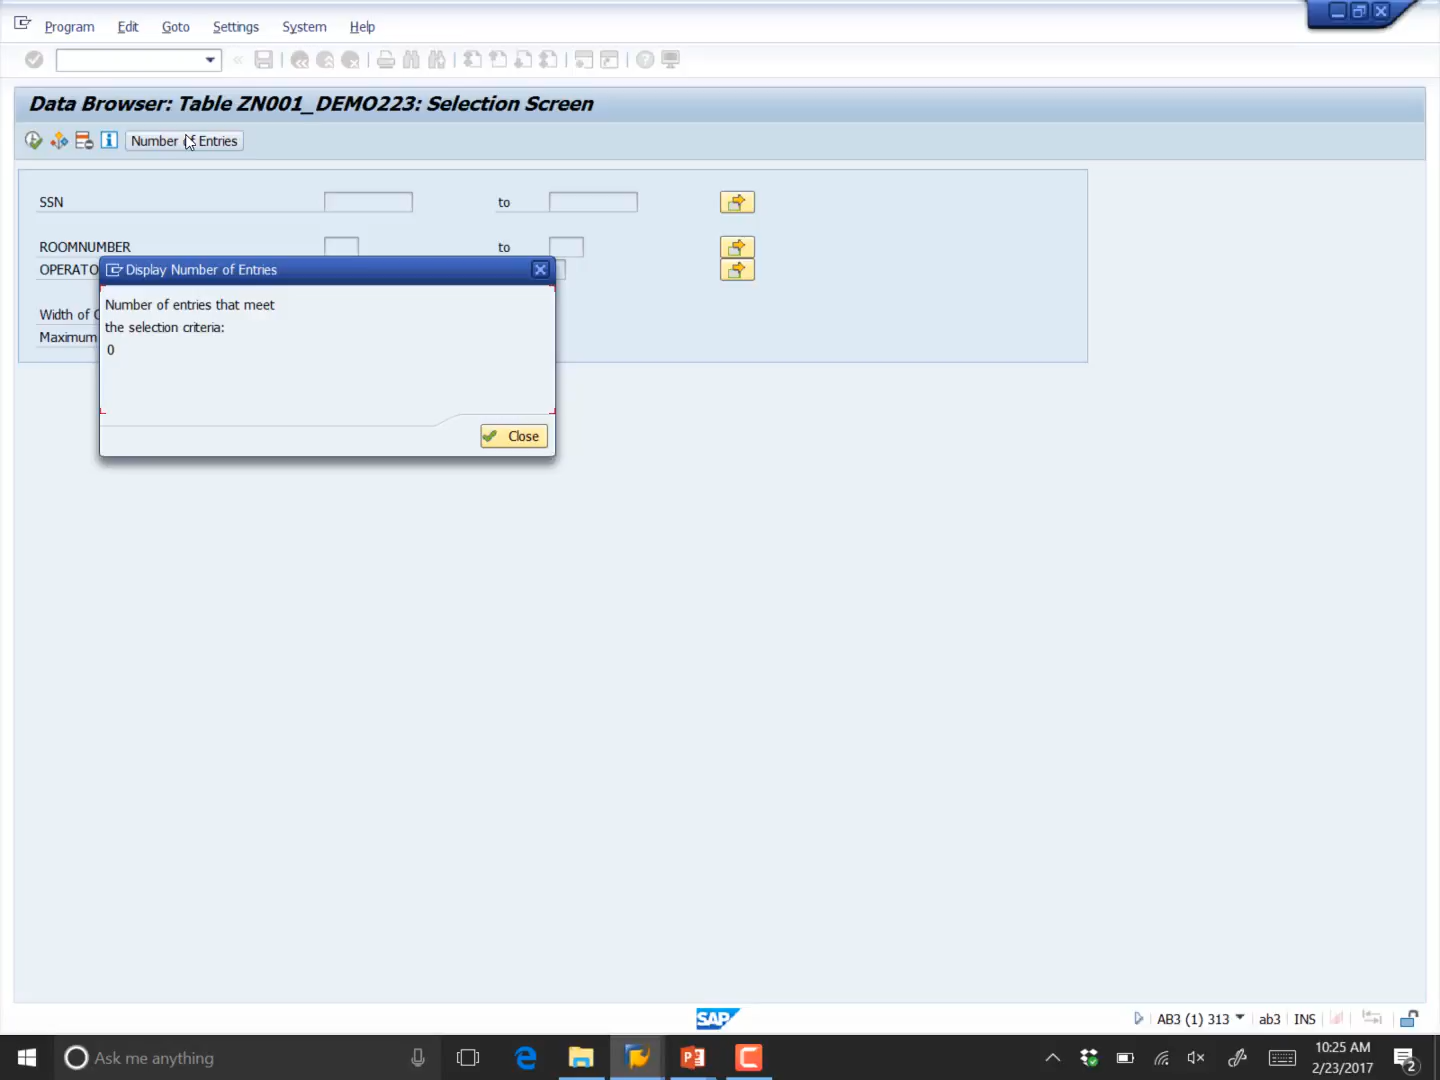 Program Edit Goto Settings System Help
Data Browser: Table ZN001_DEMO223: Selection Screen
Number of Entries
SSN to
ROOMNUMBER to
OPERATO
Display Number of Entries
Number of entries that meet
Width of C
the selection criteria:
Maximum
0
Close
SAP
AB3 (1) 313 ab3 INS
Ask me anything
10:25 AM
2/23/2017
2